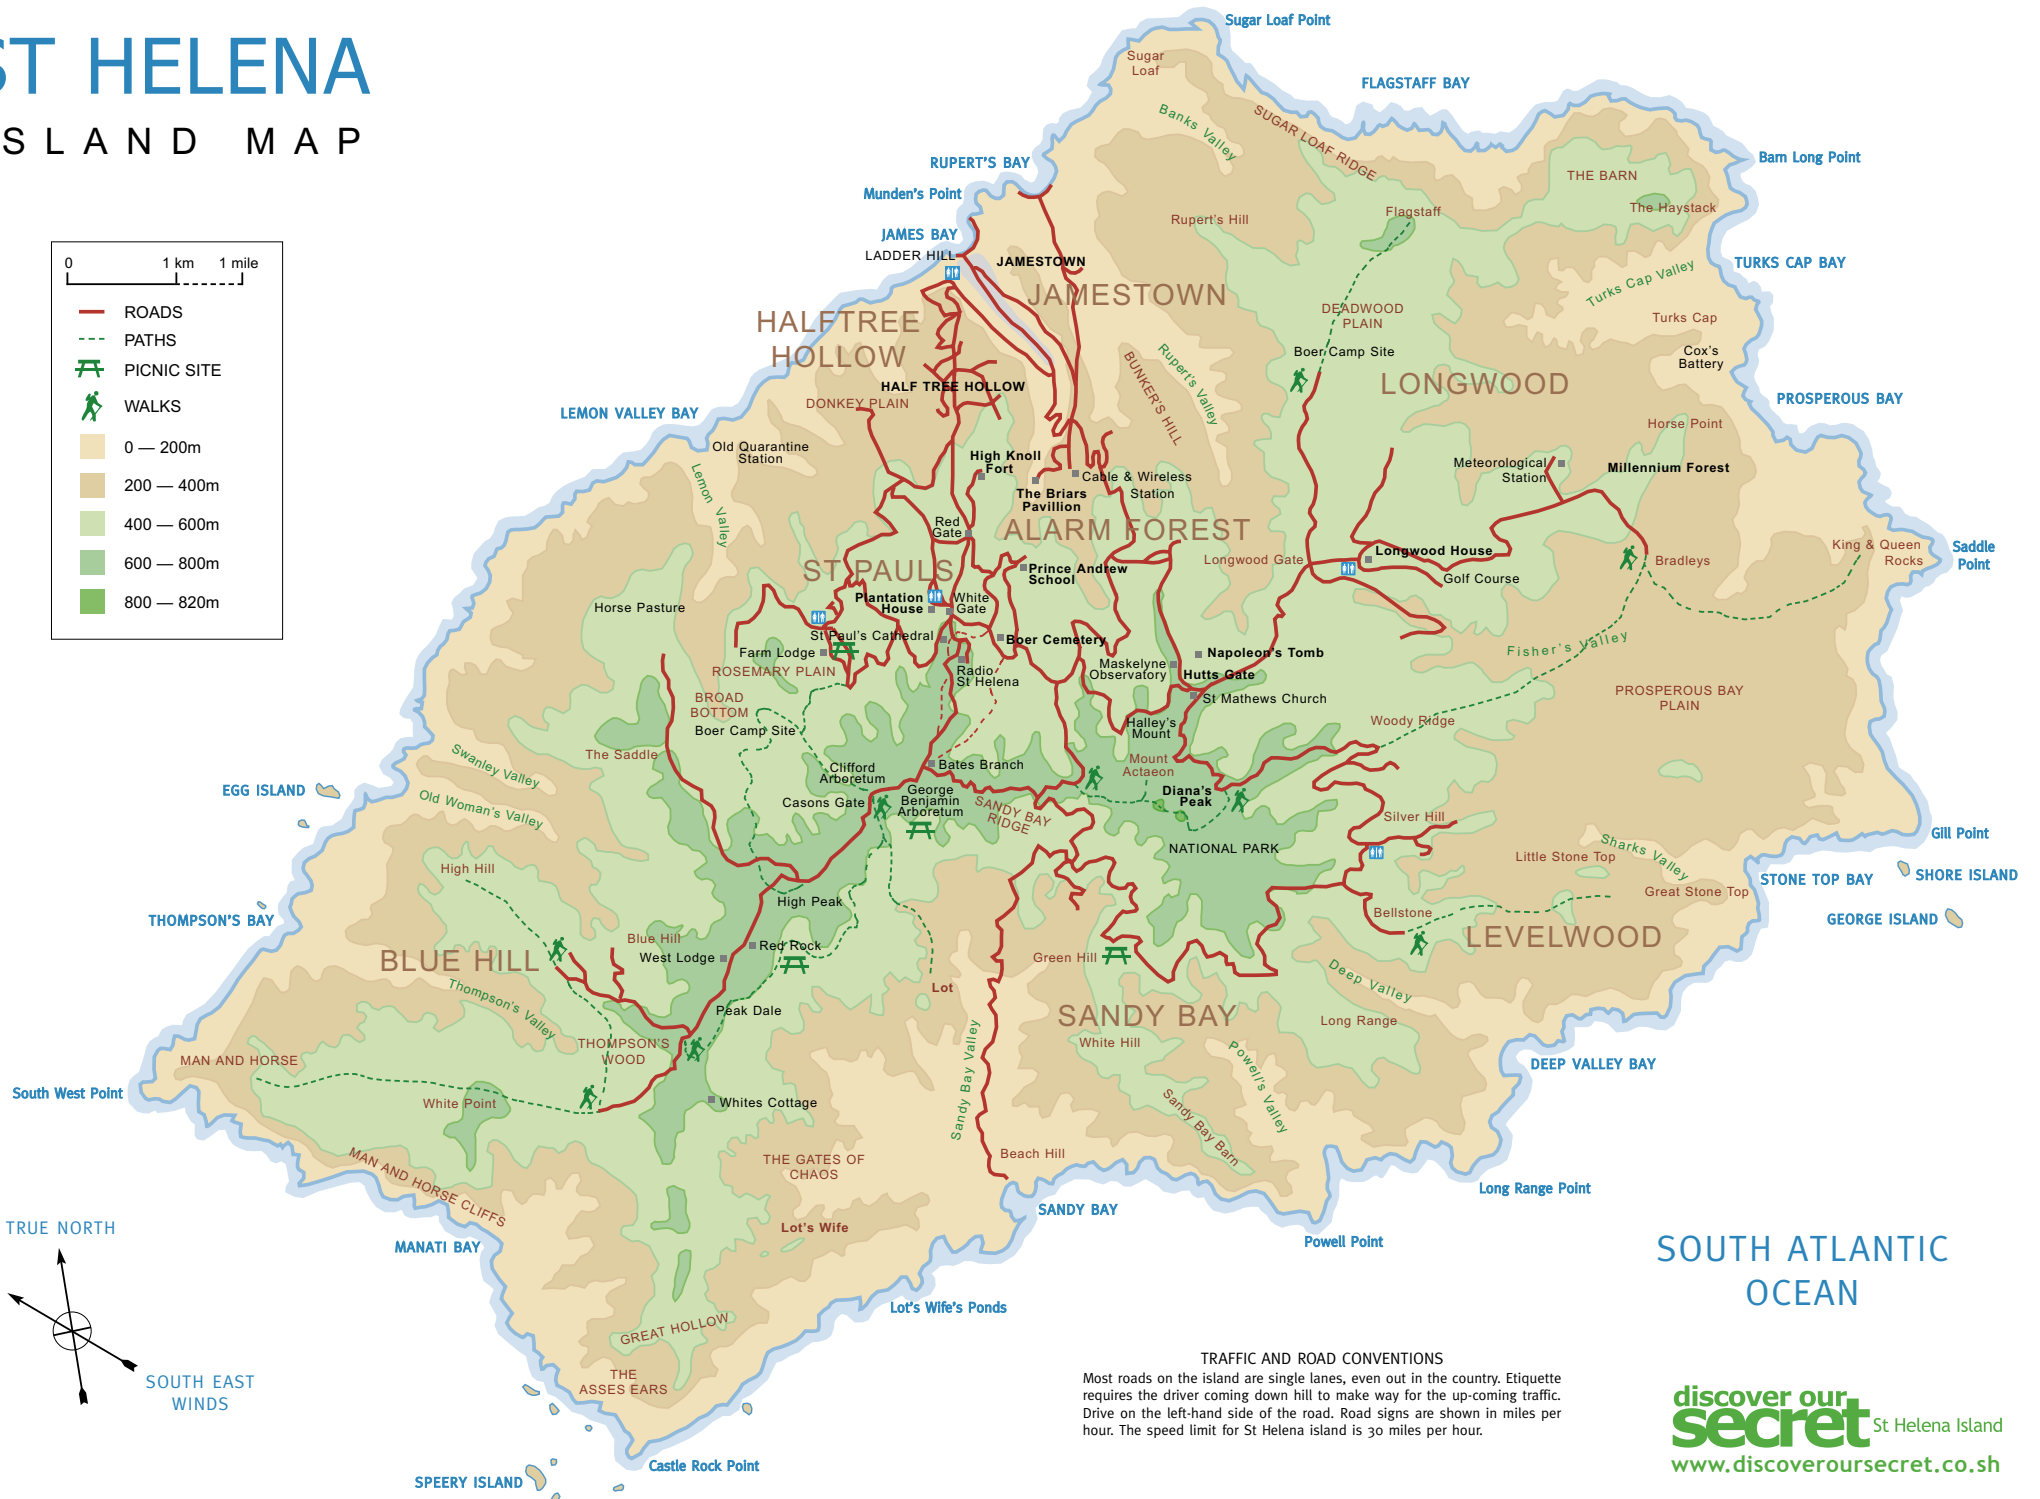 ST HELENA
SLAND MAP
0 1 km 1 mile
ROADS
PATHS
PICNIC SITE
WALKS
0 — 200m
200 — 400m
400 — 600m
600 — 800m
800 — 820m
Sugar Loaf Point
Sugar
Loaf
FLAGSTAFF BAY
Banks Valley
SUGAR LOAF RIDGE
Barn Long Point
THE BARN
The Haystack
RUPERT'S BAY
Munden's Point
JAMES BAY
LADDER HILL
JAMESTOWN
JAMESTOWN
Rupert's Hill
Flagstaff
TURKS CAP BAY
Turks Cap Valley
Turks Cap
Cox's
Battery
HALFTREE
HOLLOW
HALF TREE HOLLOW
DONKEY PLAIN
DEADWOOD
PLAIN
Boer Camp Site
BUNKER'S HILL
Rupert's Valley
LONGWOOD
PROSPEROUS BAY
Horse Point
LEMON VALLEY BAY
Old Quarantine
Station
Lemon Valley
High Knoll
Fort
The Briars
Pavillion
Cable & Wireless
Station
Meteorological
Station
Millennium Forest
Red
Gate
ALARM FOREST
Longwood Gate
Longwood House
Golf Course
Bradleys
King & Queen
Rocks
Saddle
Point
ST PAULS
Prince Andrew
School
Plantation
House
White
Gate
Horse Pasture
St Paul's Cathedral
Boer Cemetery
Farm Lodge
ROSEMARY PLAIN
Radio
St Helena
Maskelyne
Observatory
Napoleon's Tomb
Hutts Gate
St Mathews Church
Fisher's Valley
PROSPEROUS BAY
PLAIN
BROAD
BOTTOM
Boer Camp Site
Halley's
Mount
Woody Ridge
The Saddle
Swanley Valley
Clifford
Arboretum
Bates Branch
Mount
Actaeon
EGG ISLAND
Old Woman's Valley
Casons Gate
George
Benjamin
Arboretum
SANDY BAY
RIDGE
Diana's
Peak
Silver Hill
Gill Point
NATIONAL PARK
Little Stone Top
Sharks Valley
High Hill
Great Stone Top
STONE TOP BAY
SHORE ISLAND
THOMPSON'S BAY
High Peak
Bellstone
GEORGE ISLAND
BLUE HILL
Blue Hill
West Lodge
Red Rock
Green Hill
LEVELWOOD
Deep Valley
Lot
Thompson's Valley
Peak Dale
SANDY BAY
Long Range
THOMPSON'S
WOOD
MAN AND HORSE
White Hill
DEEP VALLEY BAY
South West Point
White Point
Whites Cottage
Sandy Bay Valley
Powell's Valley
Sandy Bay Barn
MAN AND HORSE CLIFFS
THE GATES OF
CHAOS
Beach Hill
Long Range Point
SANDY BAY
Lot's Wife
Powell Point
MANATI BAY
TRUE NORTH
SOUTH EAST
WINDS
Lot's Wife's Ponds
GREAT HOLLOW
THE
ASSES EARS
Castle Rock Point
SPEERY ISLAND
SOUTH ATLANTIC
OCEAN
TRAFFIC AND ROAD CONVENTIONS
Most roads on the island are single lanes, even out in the country. Etiquette
requires the driver coming down hill to make way for the up-coming traffic.
Drive on the left-hand side of the road. Road signs are shown in miles per
hour. The speed limit for St Helena island is 30 miles per hour.
discover our
secret St Helena Island
www.discoveroursecret.co.sh